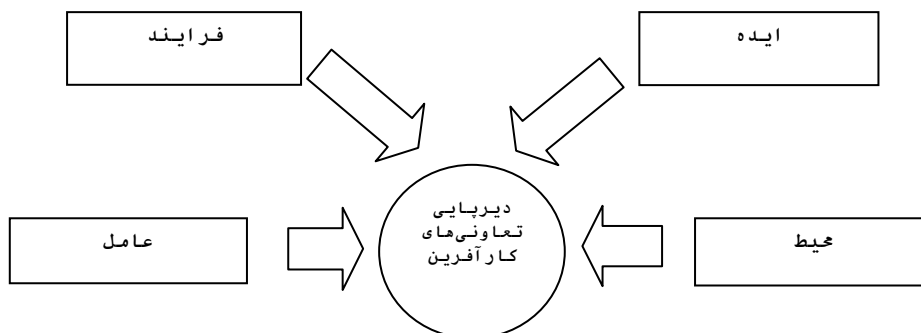 ایده
فرایند
دیرپایی
تعاونی‌های
کارآفرین
محیط
عامل